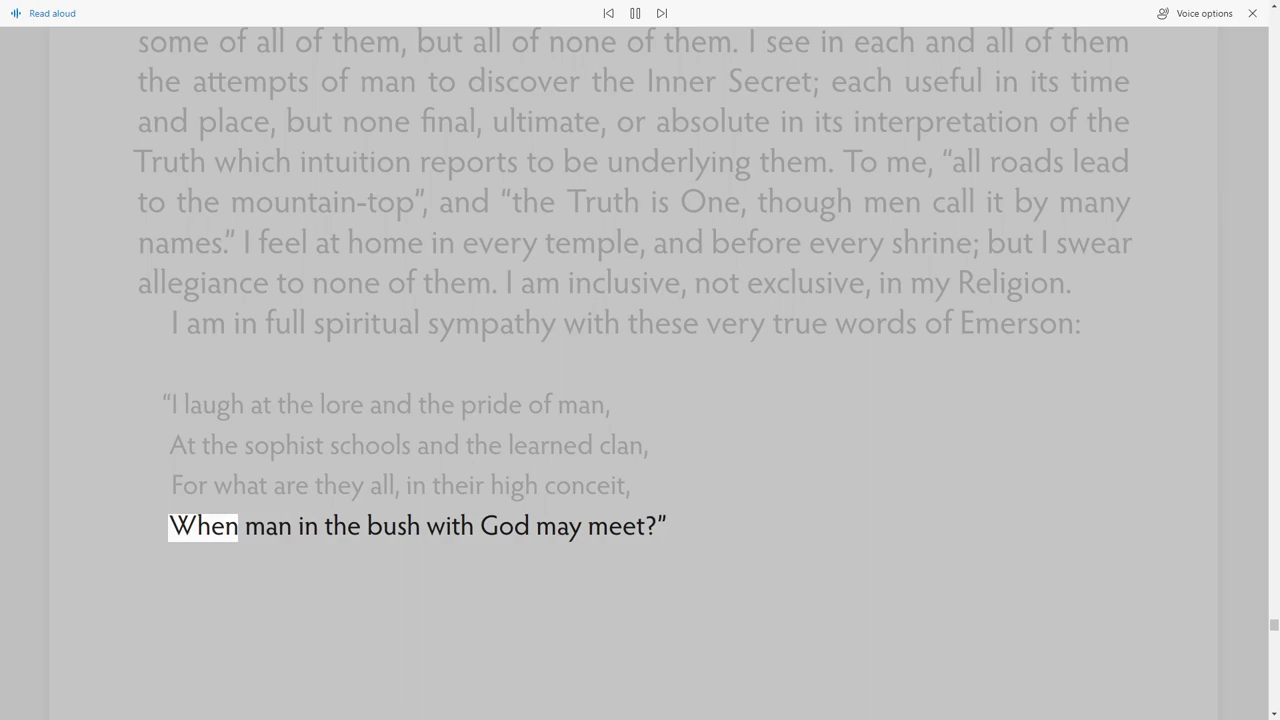 Read aloud
Voice options
some of all of them, but all of none of them. I see in each and all of them
the attempts of man to discover the Inner Secret; each useful in its time
and place, but none final, ultimate, or absolute in its interpretation of the
Truth which intuition reports to be underlying them. To me, “all roads lead
to the mountain-top”, and “the Truth is One, though men call it by many
names.” I feel at home in every temple, and before every shrine; but I swear
allegiance to none of them. I am inclusive, not exclusive, in my Religion.
I am in full spiritual sympathy with these very true words of Emerson:
“I laugh at the lore and the pride of man,
At the sophist schools and the learned clan,
For what are they all, in their high conceit,
When man in the bush with God may meet?”